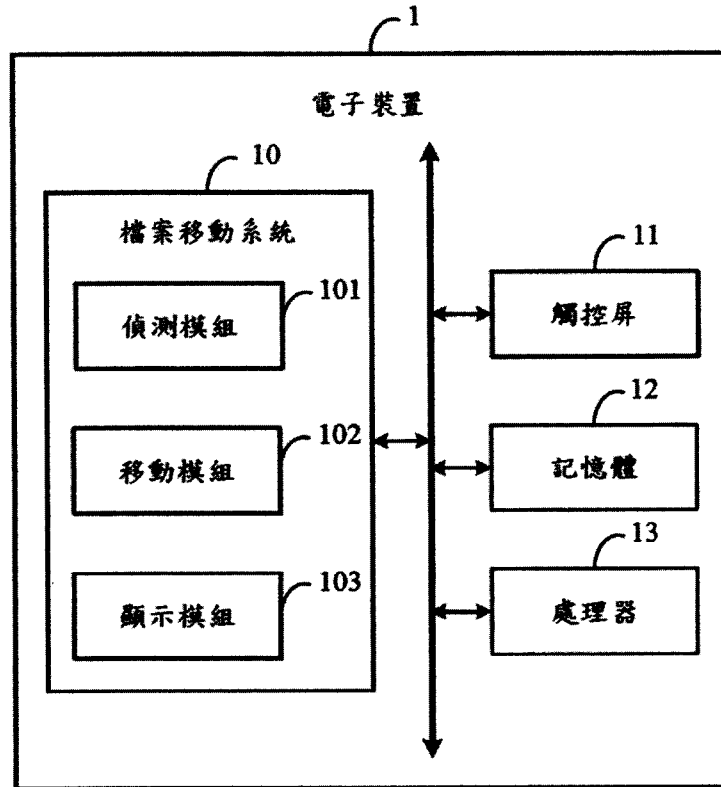 1
電子裝置
10
檔案移動系統
101
偵測模組
102
移動模組
103
顯示模組
11
觸控屏
12
記憶體
13
處理器